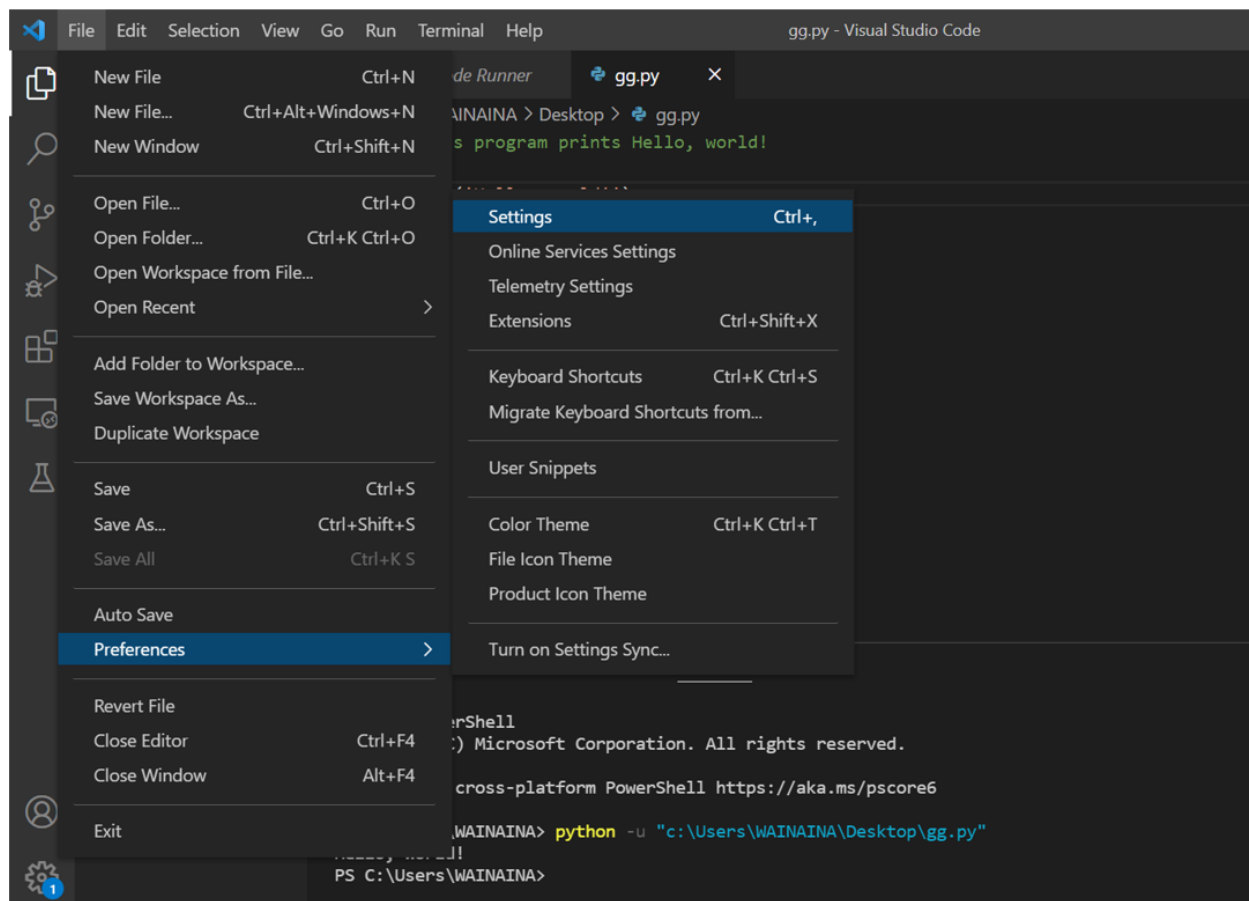 File Edit Selection View Go Run Terminal Help gg.py - Visual Studio Code
New File Ctrl+N
New File... Ctrl+Alt+Windows+N
New Window Ctrl+Shift+N
Open File... Ctrl+O
Open Folder... Ctrl+K Ctrl+O
Open Workspace from File...
Open Recent
Add Folder to Workspace...
Save Workspace As...
Duplicate Workspace
Save Ctrl+S
Save As... Ctrl+Shift+S
Save All Ctrl+K S
Auto Save
Preferences
Revert File
Close Editor Ctrl+F4
Close Window Alt+F4
Exit
Settings Ctrl+,
Online Services Settings
Telemetry Settings
Extensions Ctrl+Shift+X
Keyboard Shortcuts Ctrl+K Ctrl+S
Migrate Keyboard Shortcuts from...
User Snippets
Color Theme Ctrl+K Ctrl+T
File Icon Theme
Product Icon Theme
Turn on Settings Sync...
de Runner gg.py
AINAINA > Desktop > gg.py
s program prints Hello, world!
rShell
) Microsoft Corporation. All rights reserved.
cross-platform PowerShell https://aka.ms/pscore6
\WAINAINA> python -u "c:\Users\WAINAINA\Desktop\gg.py"
PS C:\Users\WAINAINA>
1